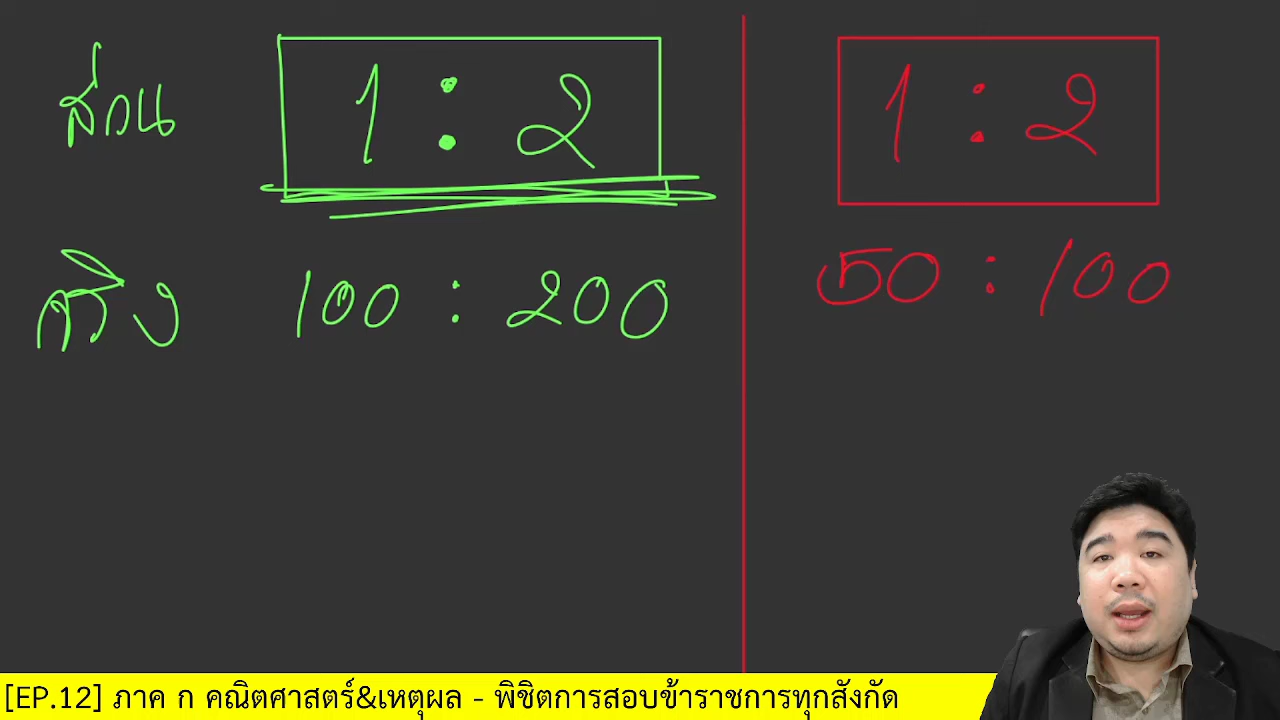 ส่วน 1 : 2 1 : 2
จริง 100 : 200 50 : 100
[EP.12] ภาค ก คณิตศาสตร์&เหตุผล - พิชิตการสอบข้าราชการทุกสังกัด